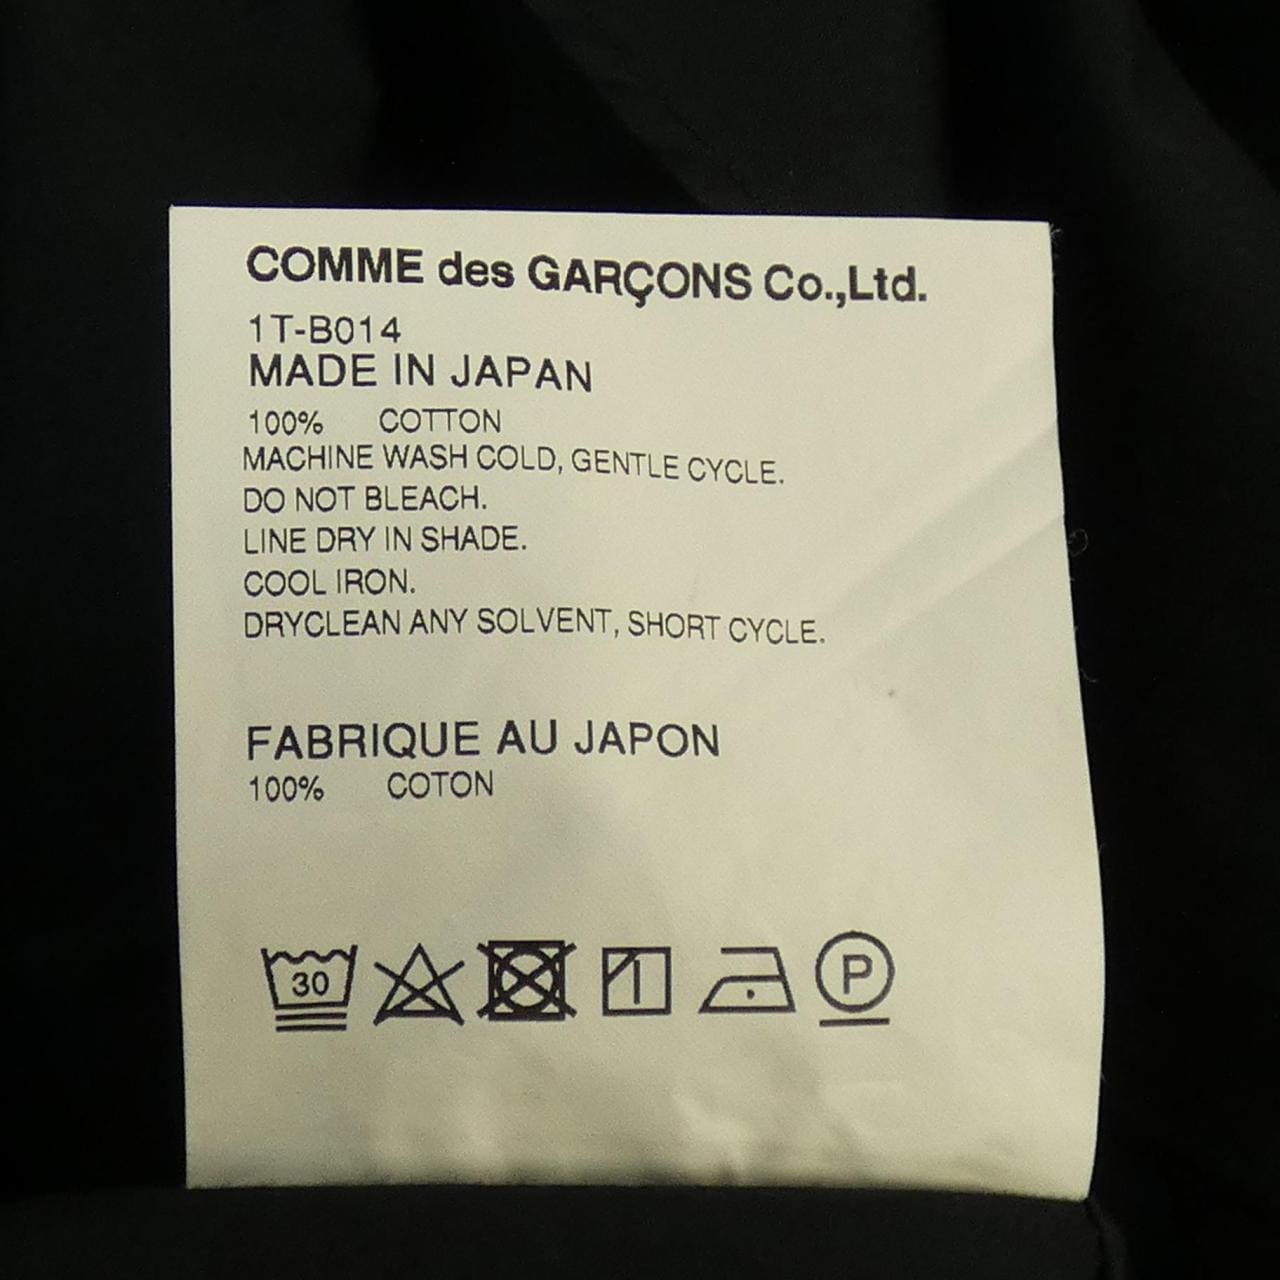 COMME des GARÇONS Co.,Ltd.
1T-B014
MADE IN JAPAN
100% COTTON
MACHINE WASH COLD, GENTLE CYCLE.
DO NOT BLEACH.
LINE DRY IN SHADE.
COOL IRON.
DRYCLEAN ANY SOLVENT, SHORT CYCLE.
FABRIQUE AU JAPON
100% COTON
30 P